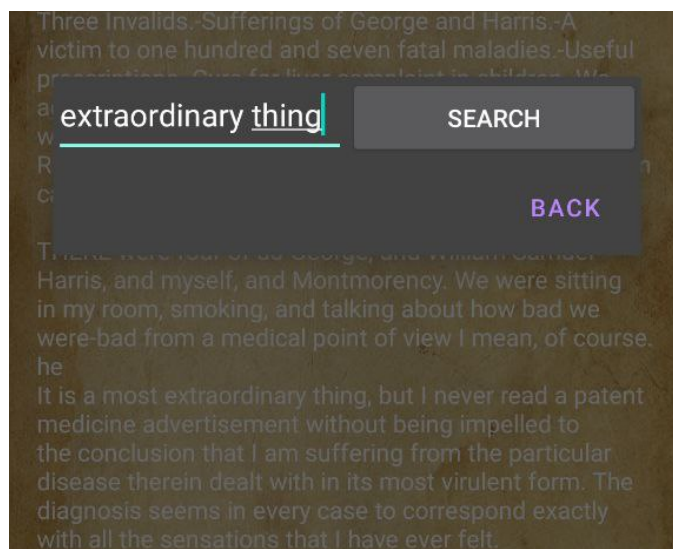 Three Invalids.-Sufferings of George and Harris.-A
victim to one hundred and seven fatal maladies.-Useful
extraordinary thing
SEARCH
BACK
Harris, and myself, and Montmorency. We were sitting
in my room, smoking, and talking about how bad we
were-bad from a medical point of view I mean, of course.
he
It is a most extraordinary thing, but I never read a patent
medicine advertisement without being impelled to
the conclusion that I am suffering from the particular
disease therein dealt with in its most virulent form. The
diagnosis seems in every case to correspond exactly
with all the sensations that I have ever felt.